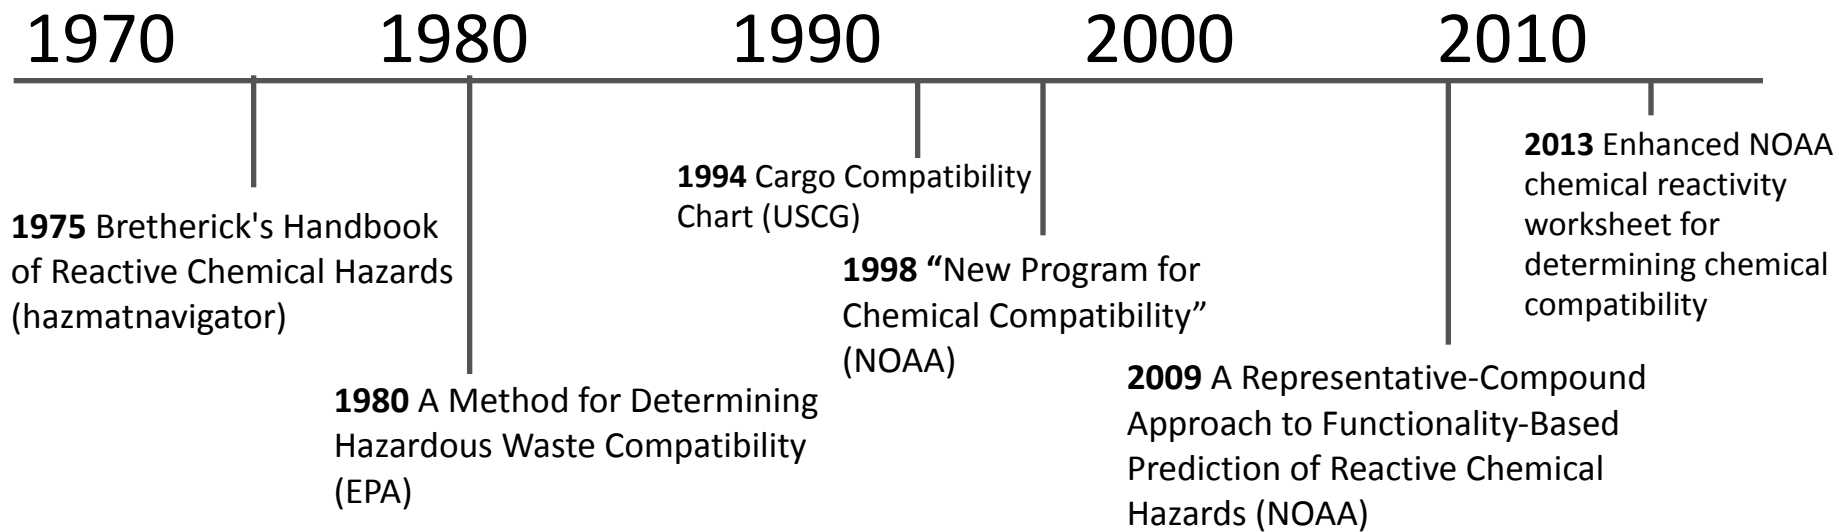 1970 1980 1990 2000 2010
1975 Bretherick's Handbook
of Reactive Chemical Hazards
(hazmatnavigator)
1980 A Method for Determining
Hazardous Waste Compatibility
(EPA)
1994 Cargo Compatibility
Chart (USCG)
1998 “New Program for
Chemical Compatibility”
(NOAA)
2009 A Representative-Compound
Approach to Functionality-Based
Prediction of Reactive Chemical
Hazards (NOAA)
2013 Enhanced NOAA
chemical reactivity
worksheet for
determining chemical
compatibility